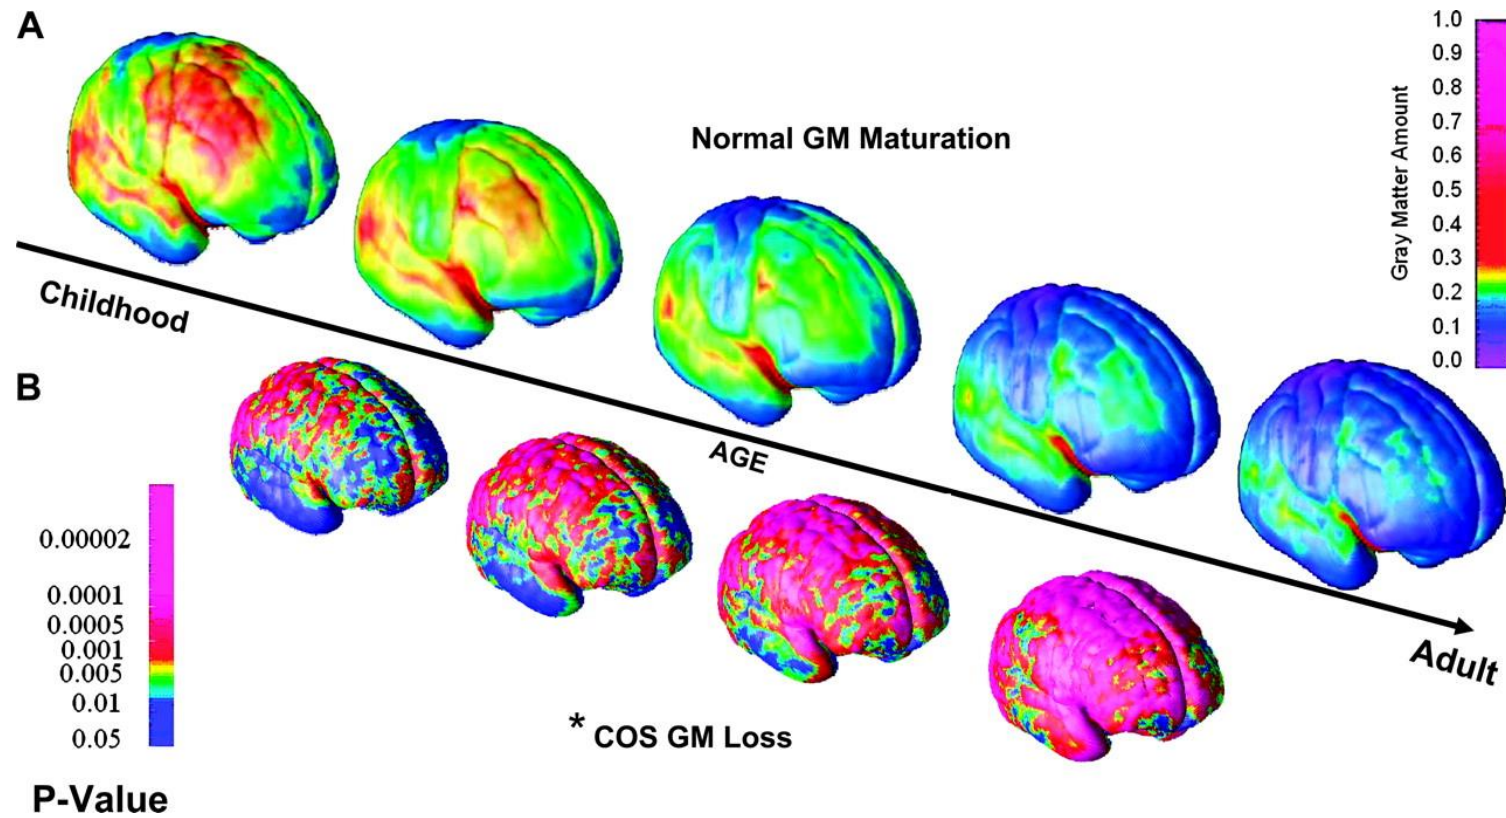 A
Normal GM Maturation
Gray Matter Amount
1.0
0.9
0.8
0.7
0.6
0.5
0.4
0.3
0.2
0.1
0.0
Childhood
AGE
Adult
B
0.00002
0.0001
0.0005
0.001
0.005
0.01
0.05
P-Value
* COS GM Loss